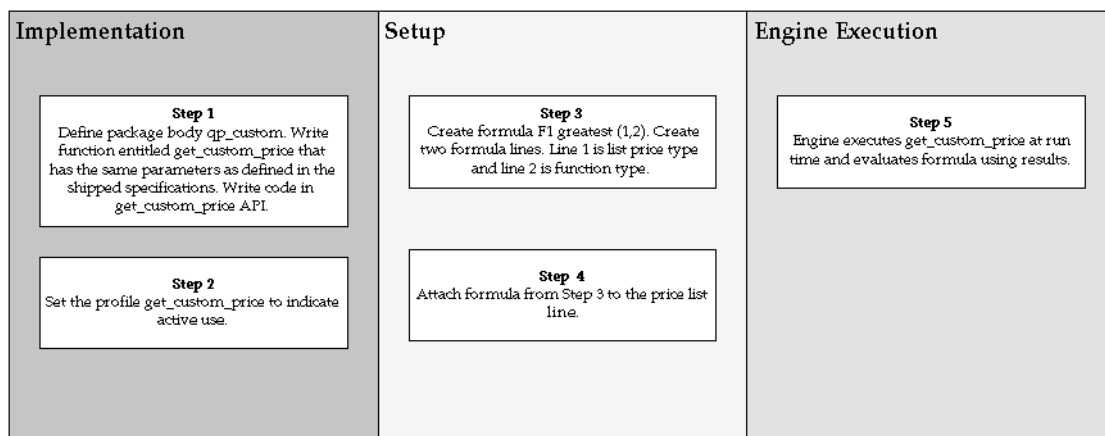 Implementation
Step 1
Define package body qp_custom. Write
function entitled get_custom_price that
has the same parameters as defined in the
shipped specifications. Write code in
get_custom_price API.
Step 2
Set the profile get_custom_price to indicate
active use.
Setup
Step 3
Create formula F1 greatest (1,2). Create
two formula lines. Line 1 is list price type
and line 2 is function type.
Step 4
Attach formula from Step 3 to the price list
line.
Engine Execution
Step 5
Engine executes get_custom_price at run
time and evaluates formula using results.